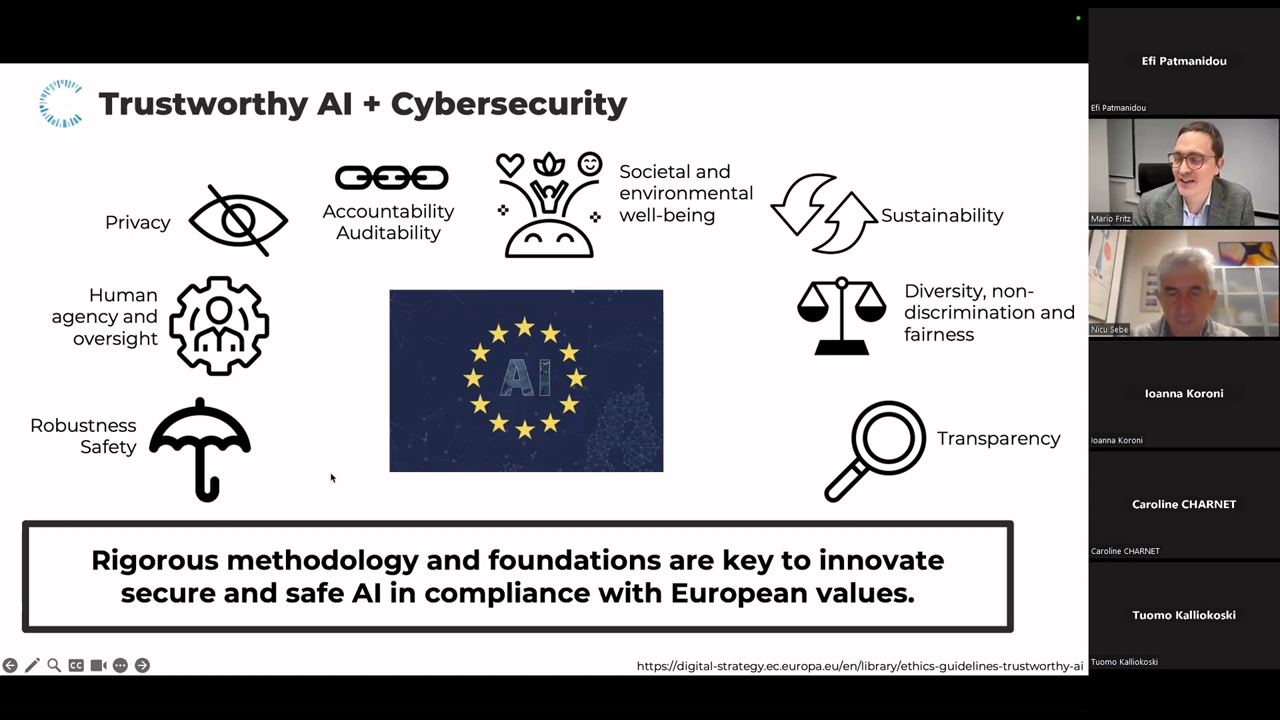 Trustworthy AI + Cybersecurity
Privacy
Accountability
Auditability
Societal and
environmental
well-being
Sustainability
Human
agency and
oversight
AI
Diversity, non-
discrimination and
fairness
Robustness
Safety
Transparency
Rigorous methodology and foundations are key to innovate
secure and safe AI in compliance with European values.
CC
https://digital-strategy.ec.europa.eu/en/library/ethics-guidelines-trustworthy-ai
Efi Patmanidou
Efi Patmanidou
Mario Fritz
Nicu Sebe
Ioanna Koroni
Ioanna Koroni
Caroline CHARNET
Caroline CHARNET
Tuomo Kalliokoski
Tuomo Kalliokoski